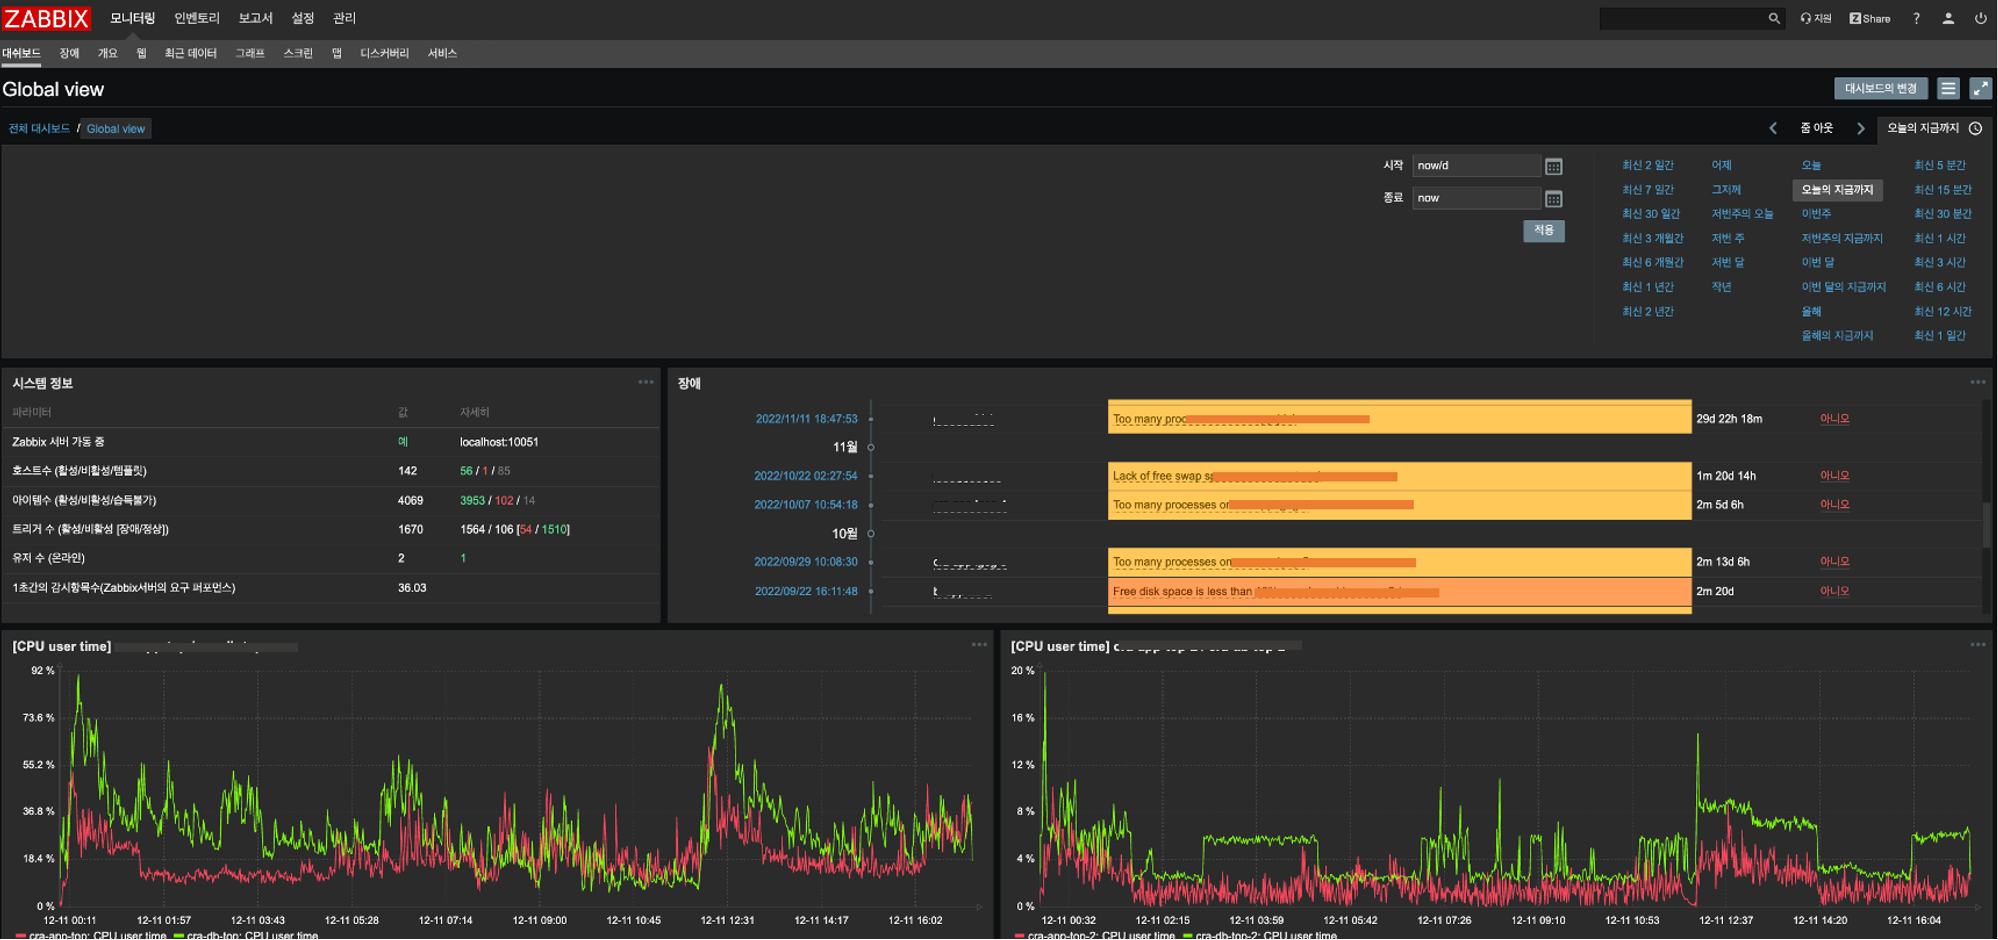 ZABBIX 모니터링 인벤토리 보고서 설정 관리 지원 Z Share ?
대쉬보드 장애 개요 웹 최근 데이터 그래프 스크린 맵 디스커버리 서비스
Global view 대시보드의 변경
전체 대시보드 / Global view 줌 아웃 오늘의 지금까지
시작 now/d
종료 now
적용
최신 2 일간 어제 오늘 최신 5 분간
최신 7 일간 그저께 오늘의 지금까지 최신 15 분간
최신 30 일간 저번주의 오늘 이번주 최신 30 분간
최신 3 개월간 저번 주 저번주의 지금까지 최신 1 시간
최신 6 개월간 저번 달 이번 달 최신 3 시간
최신 1 년간 작년 이번 달의 지금까지 최신 6 시간
최신 2 년간 올해 최신 12 시간
올해의 지금까지 최신 1 일간
시스템 정보
파라미터 값 자세히
Zabbix 서버 가동 중 예 localhost:10051
호스트수 (활성/비활성/템플릿) 142 56 / 1 / 85
아이템수 (활성/비활성/습득불가) 4069 3953 / 102 / 14
트리거 수 (활성/비활성 [장애/정상]) 1670 1564 / 106 [54 / 1510]
유저 수 (온라인) 2 1
1초간의 감시항목수(Zabbix서버의 요구 퍼포먼스) 36.03
장애
2022/11/11 18:47:53 Too many proc 29d 22h 18m 아니오
11월
2022/10/22 02:27:54 Lack of free swap sp 1m 20d 14h 아니오
2022/10/07 10:54:18 Too many processes on 2m 5d 6h 아니오
10월
2022/09/29 10:08:30 Too many processes on 2m 13d 6h 아니오
2022/09/22 16:11:48 Free disk space is less than 2m 20d 아니오
[CPU user time]
92 %
73.6 %
55.2 %
36.8 %
18.4 %
0 %
12-11 00:11 12-11 01:57 12-11 03:43 12-11 05:28 12-11 07:14 12-11 09:00 12-11 10:45 12-11 12:31 12-11 14:17 12-11 16:02
cra-app-top: CPU user time cra-db-top: CPU user time
[CPU user time]
20 %
16 %
12 %
8 %
4 %
0 %
12-11 00:32 12-11 02:15 12-11 03:59 12-11 05:42 12-11 07:26 12-11 09:10 12-11 10:53 12-11 12:37 12-11 14:20 12-11 16:04
cra-app-top-2: CPU user time cra-db-top-2: CPU user time